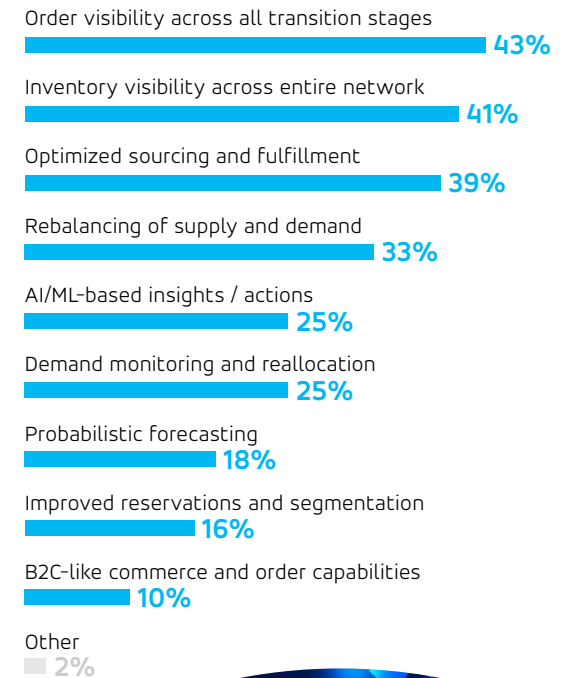 Order visibility across all transition stages
43%
Inventory visibility across entire network
41%
Optimized sourcing and fulfillment
39%
Rebalancing of supply and demand
33%
AI/ML-based insights / actions
25%
Demand monitoring and reallocation
25%
Probabilistic forecasting
18%
Improved reservations and segmentation
16%
B2C-like commerce and order capabilities
10%
Other
2%